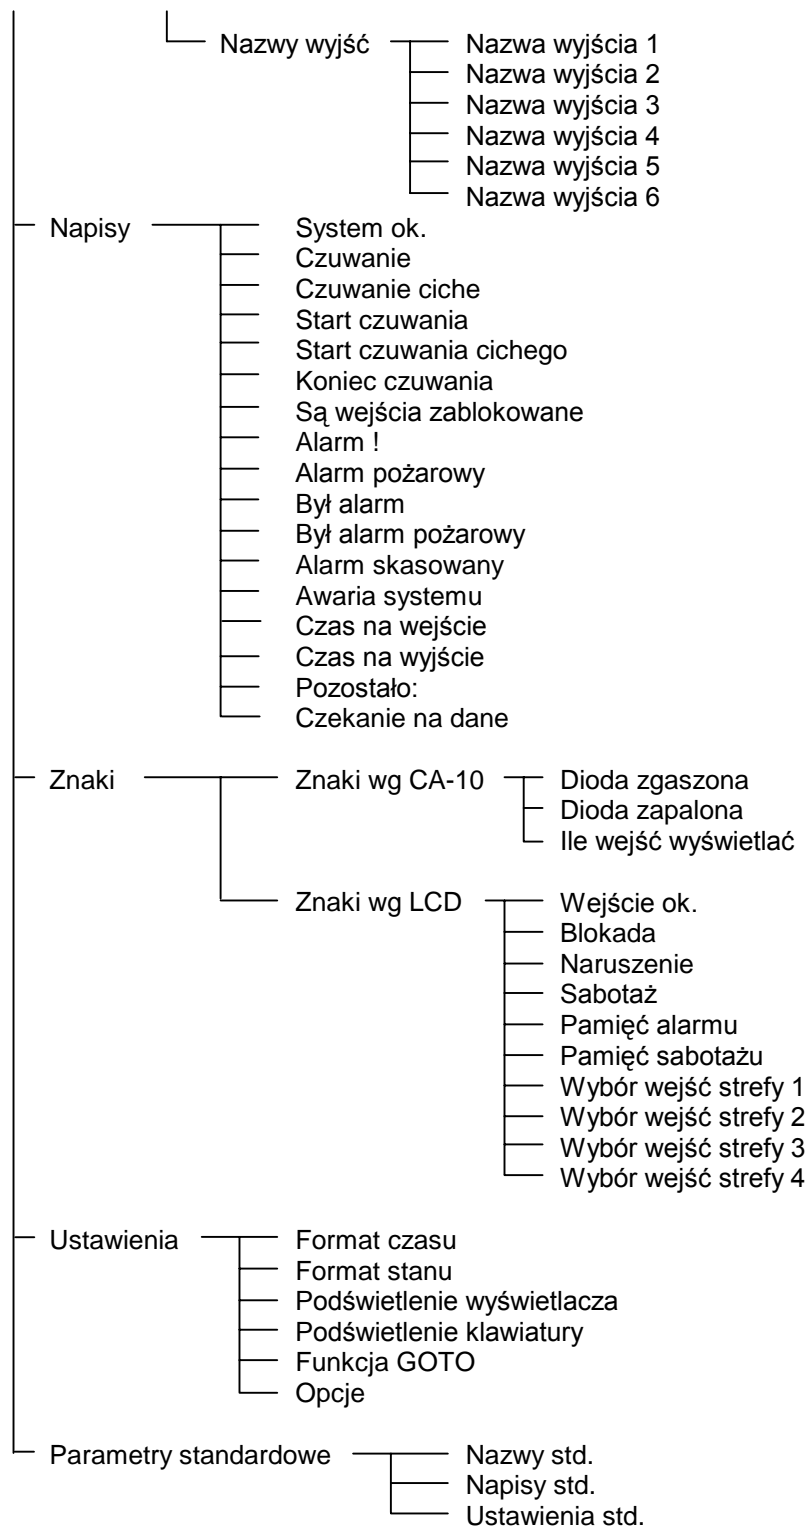 Nazwy wyjść Nazwa wyjścia 1
Nazwa wyjścia 2
Nazwa wyjścia 3
Nazwa wyjścia 4
Nazwa wyjścia 5
Nazwa wyjścia 6
Napisy System ok.
Czuwanie
Czuwanie ciche
Start czuwania
Start czuwania cichego
Koniec czuwania
Są wejścia zablokowane
Alarm !
Alarm pożarowy
Był alarm
Był alarm pożarowy
Alarm skasowany
Awaria systemu
Czas na wejście
Czas na wyjście
Pozostało:
Czekanie na dane
Znaki Znaki wg CA-10 Dioda zgaszona
Dioda zapalona
Ile wejść wyświetlać
Znaki wg LCD Wejście ok.
Blokada
Naruszenie
Sabotaż
Pamięć alarmu
Pamięć sabotażu
Wybór wejść strefy 1
Wybór wejść strefy 2
Wybór wejść strefy 3
Wybór wejść strefy 4
Ustawienia Format czasu
Format stanu
Podświetlenie wyświetlacza
Podświetlenie klawiatury
Funkcja GOTO
Opcje
Parametry standardowe Nazwy std.
Napisy std.
Ustawienia std.